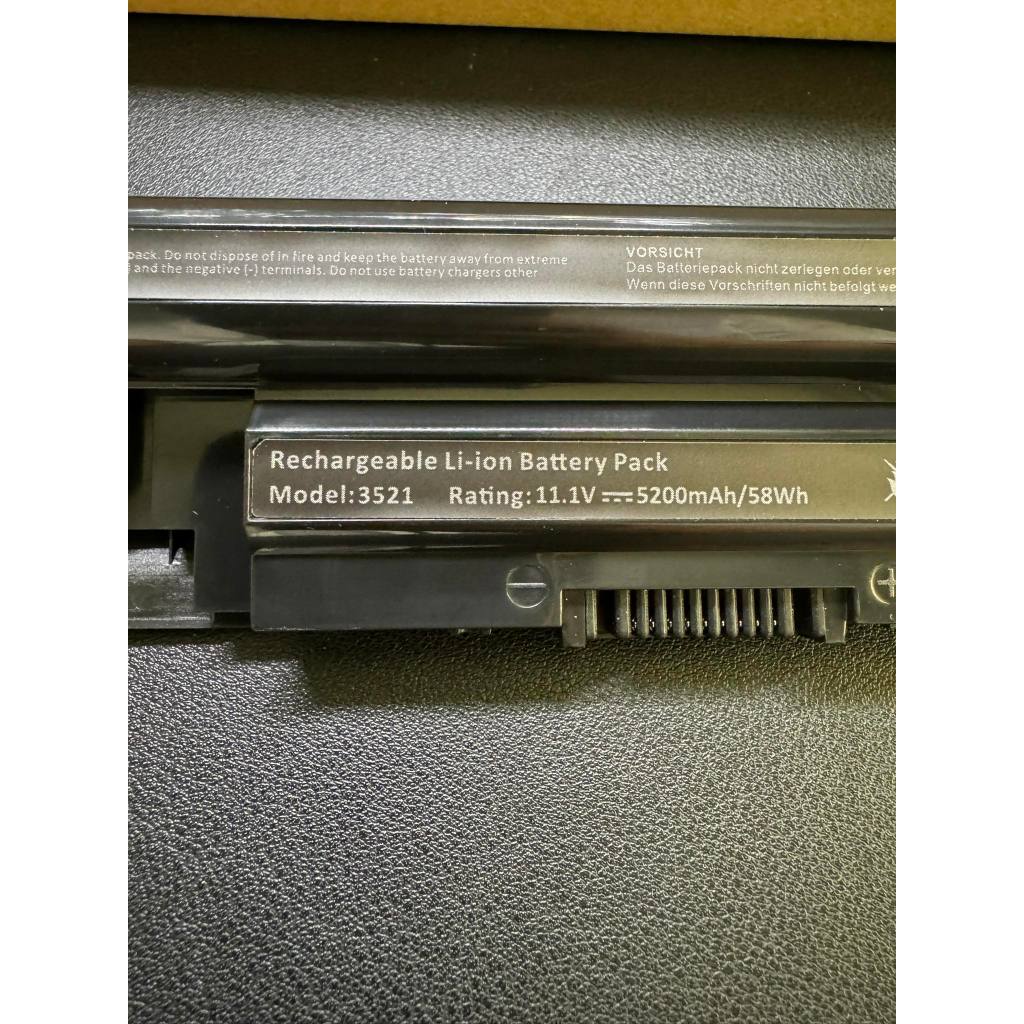 pack. Do not dispose of in fire and keep the battery away from extreme
) and the negative (-) terminals. Do not use battery chargers other
VORSICHT
Das Batteriepack nicht zerlegen oder ver
Wenn diese Vorschriften nicht befolgt we
Rechargeable Li-ion Battery Pack
Model:3521 Rating:11.1V ⎓5200mAh/58Wh